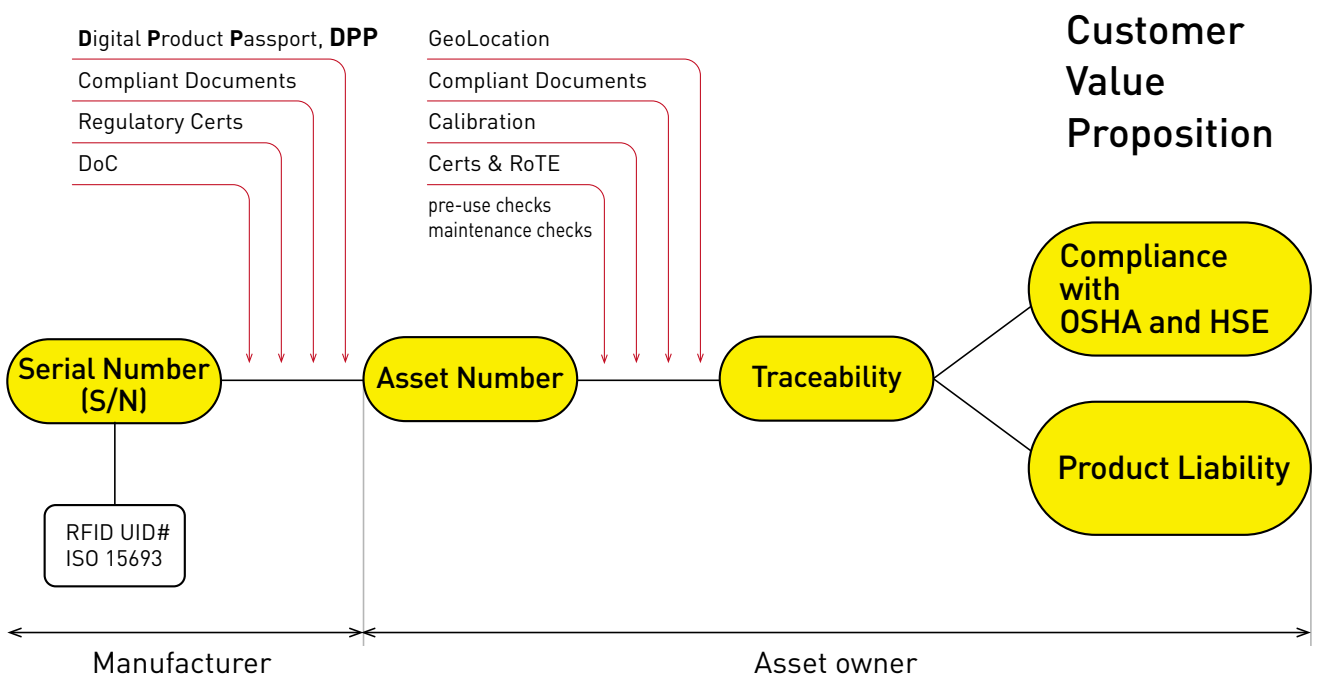 Digital Product Passport, DPP
Compliant Documents
Regulatory Certs
DoC
GeoLocation
Compliant Documents
Calibration
Certs & RoTE
pre-use checks
maintenance checks
Customer
Value
Proposition
Serial Number
(S/N)
Asset Number
Traceability
Compliance
with
OSHA and HSE
Product Liability
RFID UID#
ISO 15693
Manufacturer
Asset owner